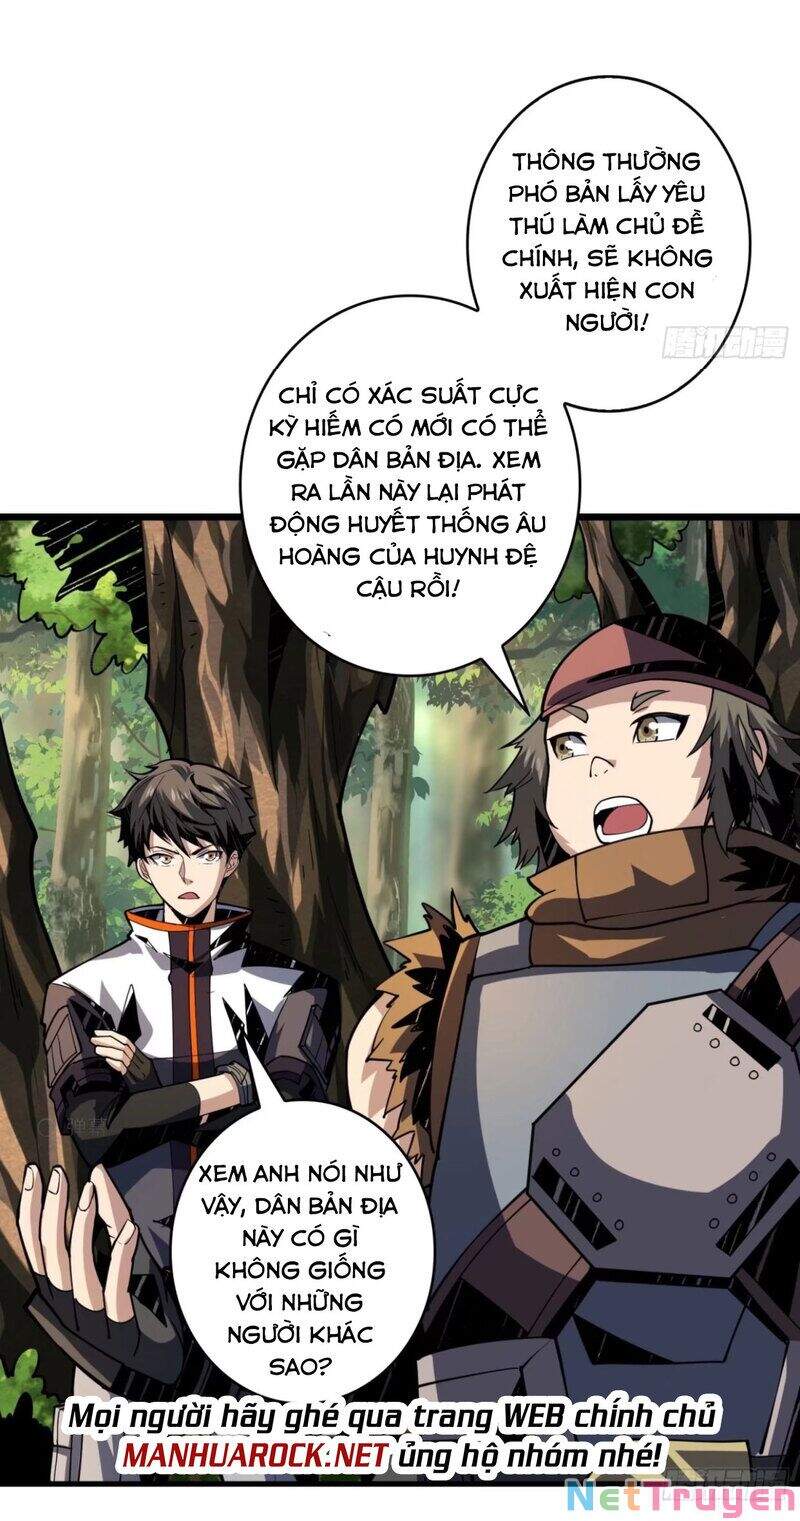 THÔNG THƯỜNG
PHÓ BẢN LẤY YÊU
THÚ LÀM CHỦ ĐỀ
CHÍNH, SẼ KHÔNG
XUẤT HIỆN CON
NGƯỜI!
腾讯动漫
CHỈ CÓ XÁC SUẤT CỰC
KỲ HIẾM CÓ MỚI CÓ THỂ
GẶP DÂN BẢN ĐỊA. XEM
RA LẦN NÀY LẠI PHÁT
ĐỘNG HUYẾT THỐNG ÂU
HOÀNG CỦA HUYNH ĐỆ
CẬU RỒI!
XEM ANH NÓI NHƯ
VẬY, DÂN BẢN ĐỊA
NÀY CÓ GÌ
KHÔNG GIỐNG
VỚI NHỮNG
NGƯỜI KHÁC
SAO?
Mọi người hãy ghé qua trang WEB chính chủ
MANHUAROCK.NET ủng hộ nhóm nhé!
NetTruyen